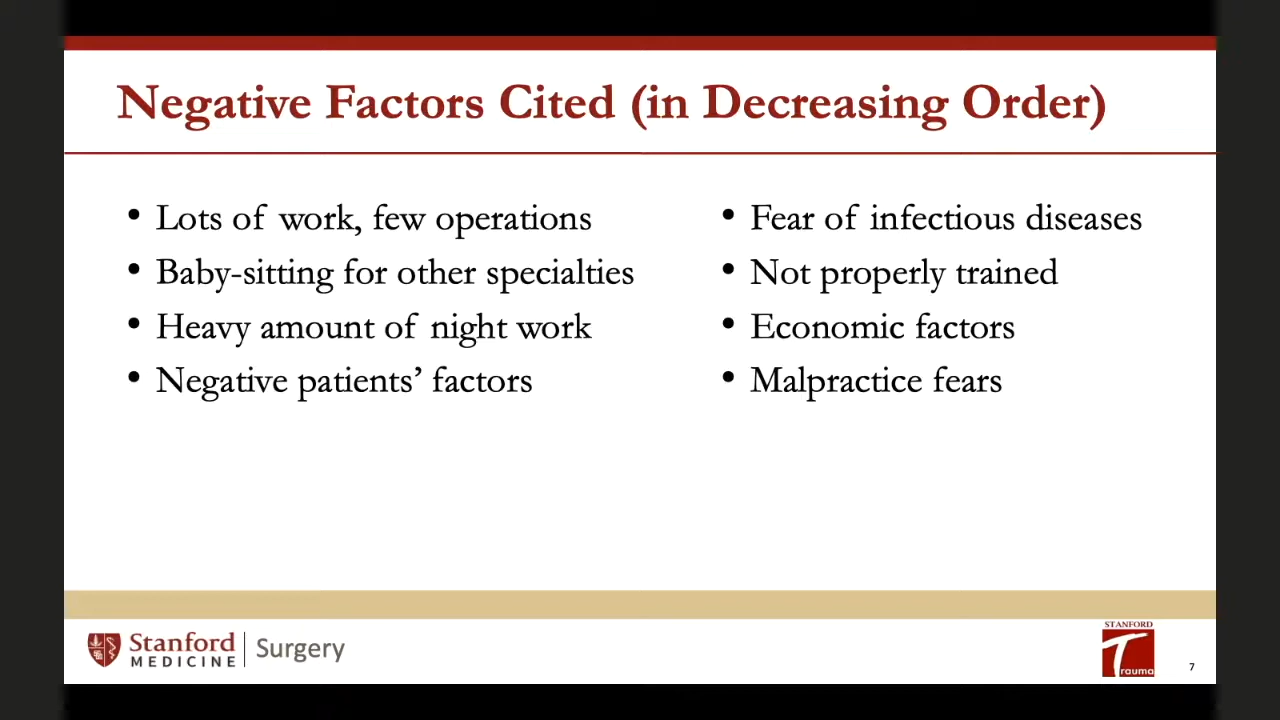 Negative Factors Cited (in Decreasing Order)
• Lots of work, few operations
• Baby-sitting for other specialties
• Heavy amount of night work
• Negative patients’ factors
• Fear of infectious diseases
• Not properly trained
• Economic factors
• Malpractice fears
Stanford
MEDICINE
Surgery
STANFORD
Trauma
7